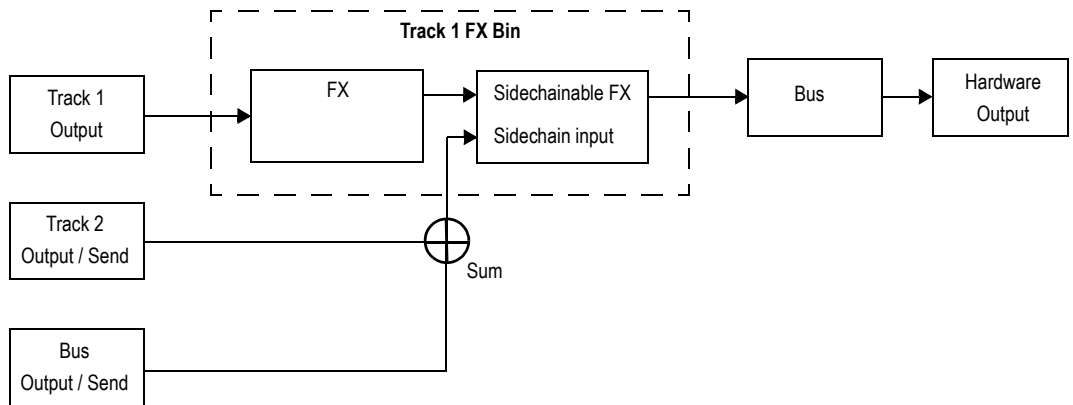 Track 1 FX Bin
Track 1
Output
FX
Sidechainable FX
Sidechain input
Bus
Hardware
Output
Track 2
Output / Send
Sum
Bus
Output / Send